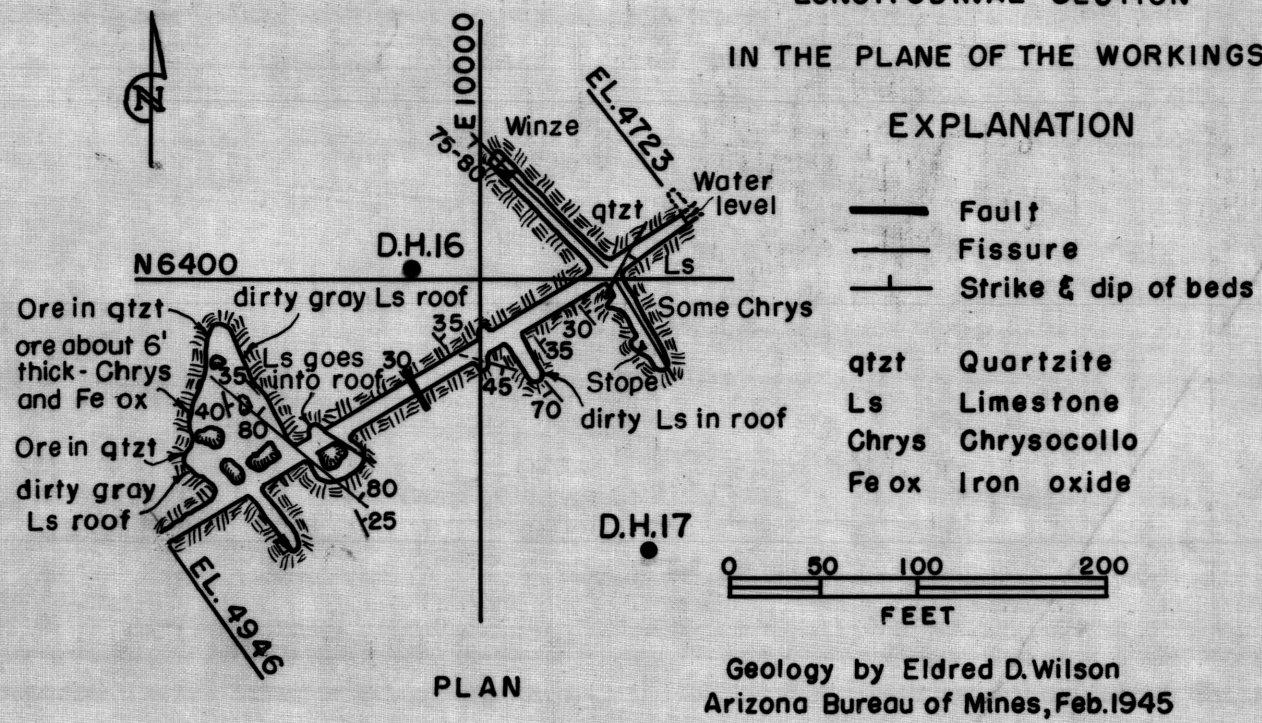 IN THE PLANE OF THE WORKINGS
N
E 10000
Winze
75-80
EL. 4723
Water
level
qtzt
D.H.16
N6400
Ls
Some Chrys
Ore in qtzt
dirty gray Ls roof
ore about 6'
thick-Chrys
and Fe ox
Ls goes
into roof
35
30
30
35
45
70
Stope
dirty Ls in roof
35
40
80
Ore in qtzt
dirty gray
Ls roof
80
25
EL. 4946
D.H.17
PLAN
EXPLANATION
Fault
Fissure
Strike & dip of beds
qtzt Quartzite
Ls Limestone
Chrys Chrysocollo
Fe ox Iron oxide
0 50 100 200
FEET
Geology by Eldred D. Wilson
Arizona Bureau of Mines, Feb. 1945